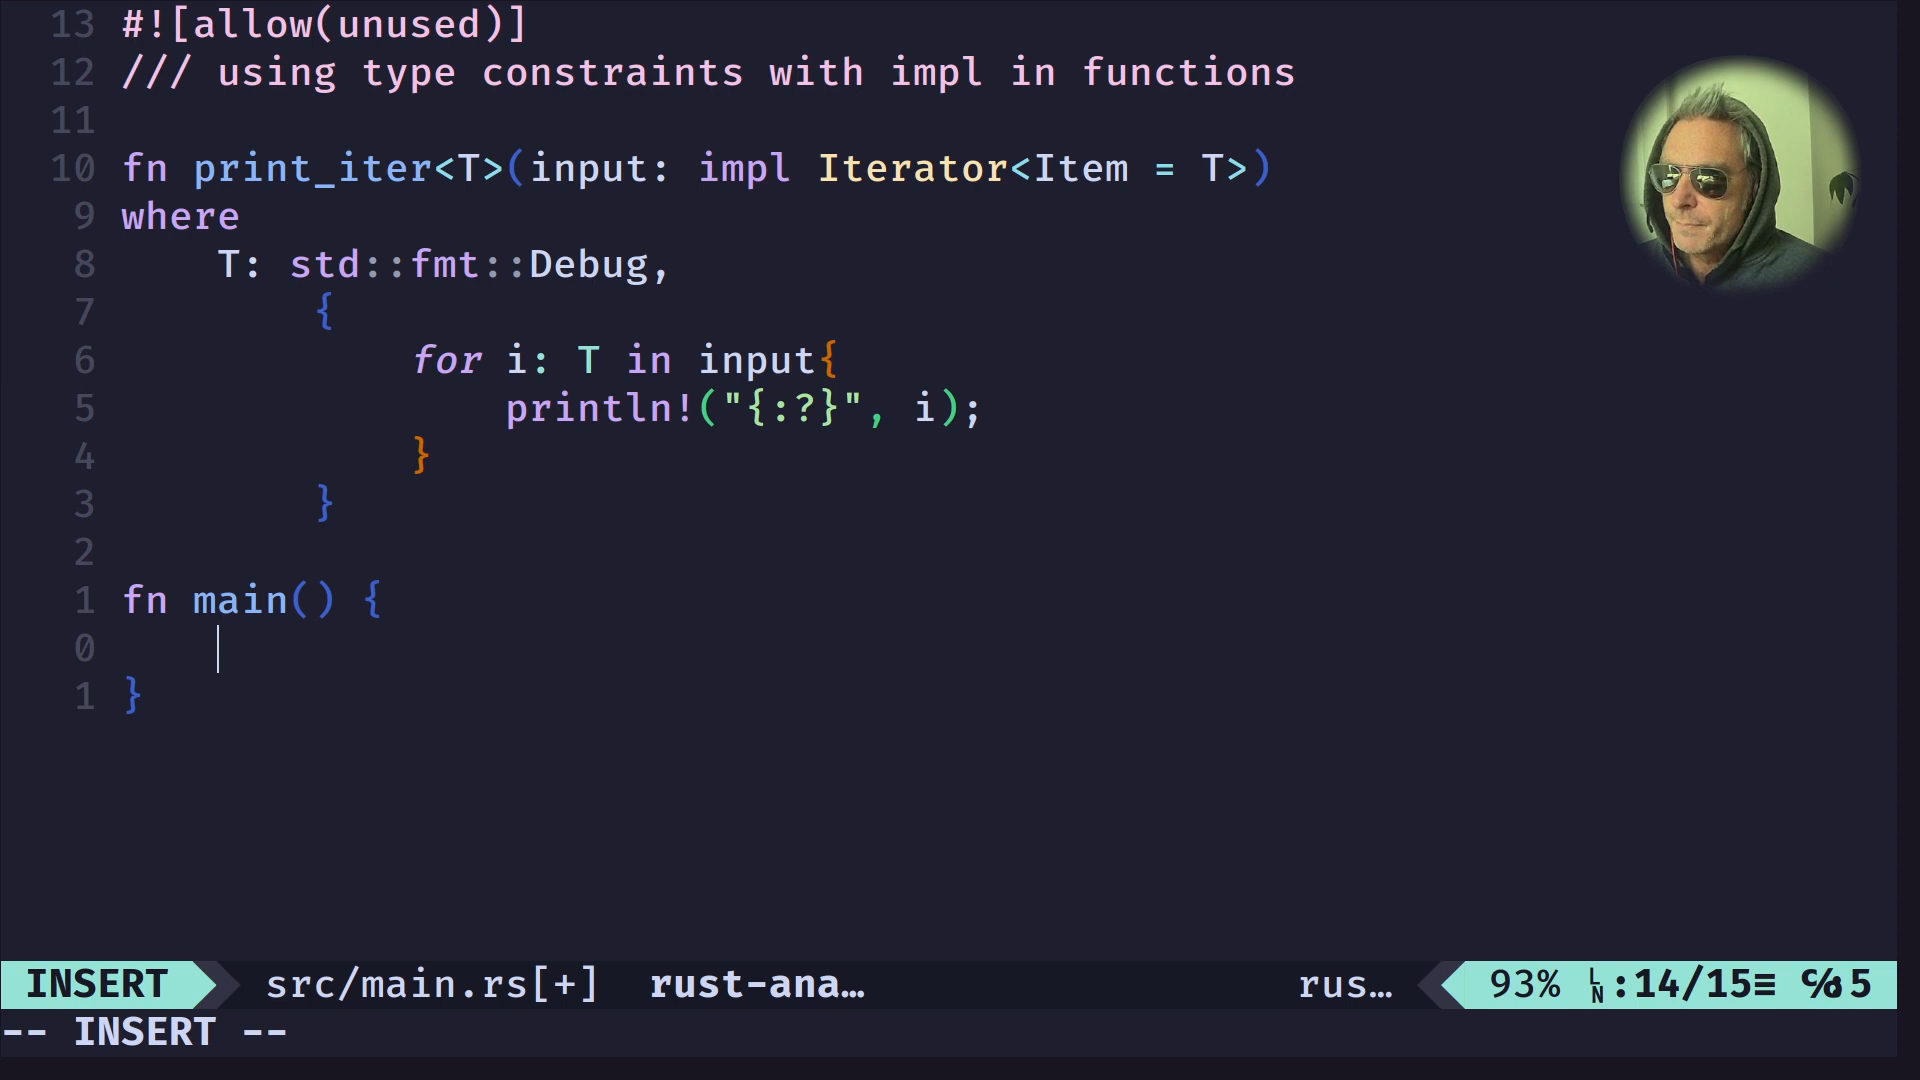 13 #![allow(unused)]
12 /// using type constraints with impl in functions
11
10 fn print_iter<T>(input: impl Iterator<Item = T>)
9 where
8     T: std::fmt::Debug,
7         {
6             for i: T in input{
5                 println!("{:?}", i);
4             }
3         }
2
1 fn main() {
0
1 }
INSERT src/main.rs[+] rust-ana… rus… 93% LN:14/15≡ ℅:5
-- INSERT --